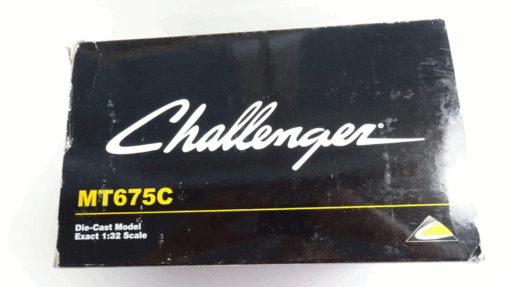 Challenger®
MT675C
Die-Cast Model
Exact 1:32 Scale